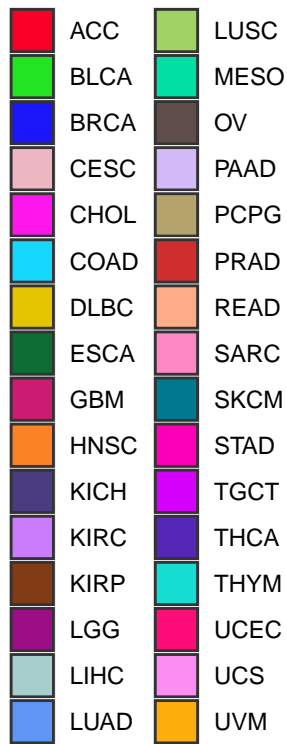 ACC
BLCA
BRCA
CESC
CHOL
COAD
DLBC
ESCA
GBM
HNSC
KICH
KIRC
KIRP
LGG
LIHC
LUAD
LUSC
MESO
OV
PAAD
PCPG
PRAD
READ
SARC
SKCM
STAD
TGCT
THCA
THYM
UCEC
UCS
UVM